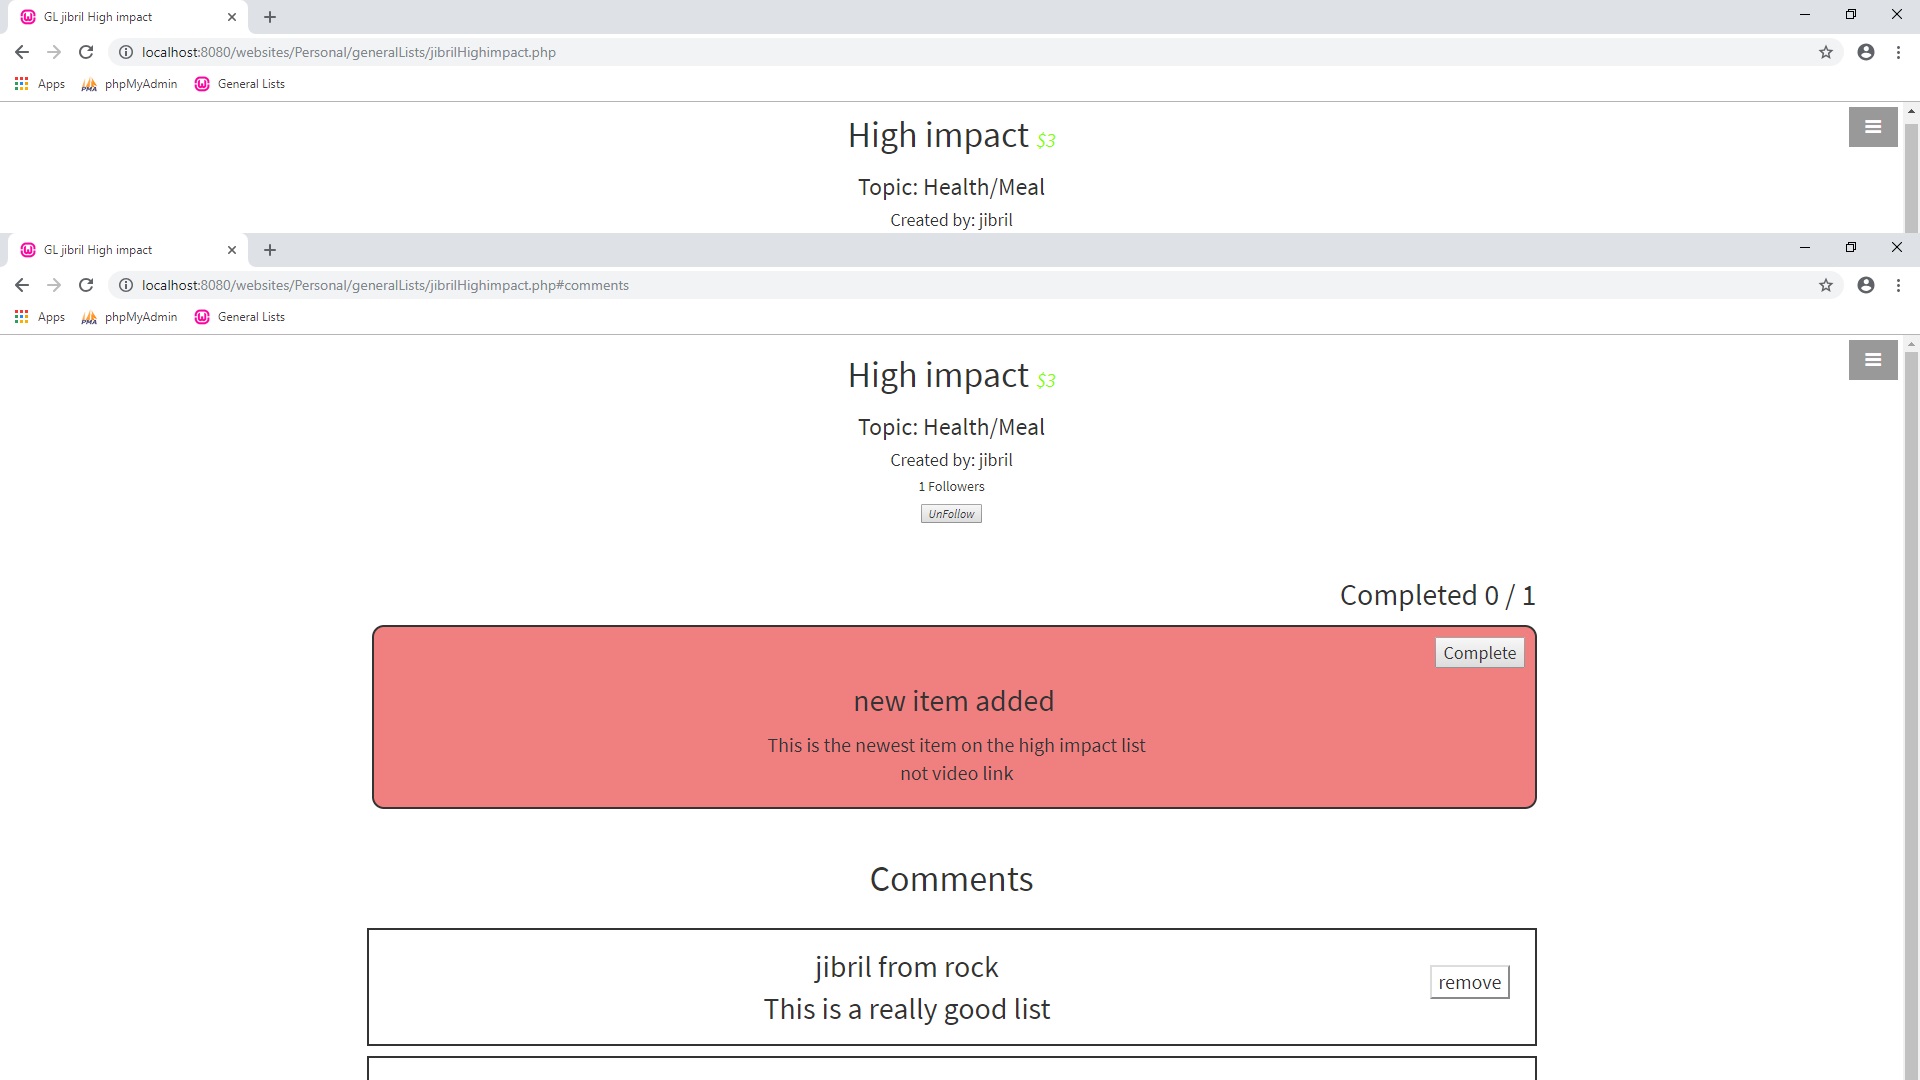 GL jibril High impact
localhost:8080/websites/Personal/generalLists/jibrilHighimpact.php
Apps phpMyAdmin General Lists
High impact $3
Topic: Health/Meal
Created by: jibril
GL jibril High impact
localhost:8080/websites/Personal/generalLists/jibrilHighimpact.php#comments
Apps phpMyAdmin General Lists
High impact $3
Topic: Health/Meal
Created by: jibril
1 Followers
UnFollow
Completed 0 / 1
Complete
new item added
This is the newest item on the high impact list
not video link
Comments
jibril from rock
remove
This is a really good list